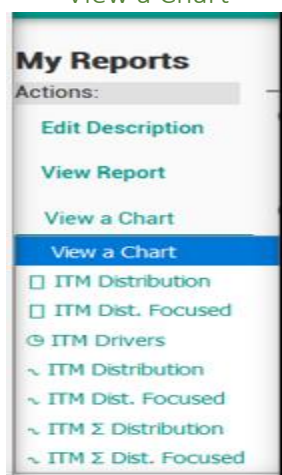 View a Chart
My Reports
Actions:
Edit Description
View Report
View a Chart
View a Chart
ITM Distribution
ITM Dist. Focused
ITM Drivers
ITM Distribution
ITM Dist. Focused
ITM Σ Distribution
ITM Σ Dist. Focused